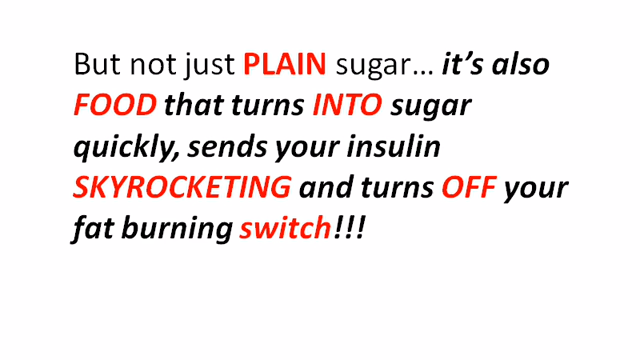 But not just PLAIN sugar... it's also
FOOD that turns INTO sugar
quickly, sends your insulin
SKYROCKETING and turns OFF your
fat burning switch!!!